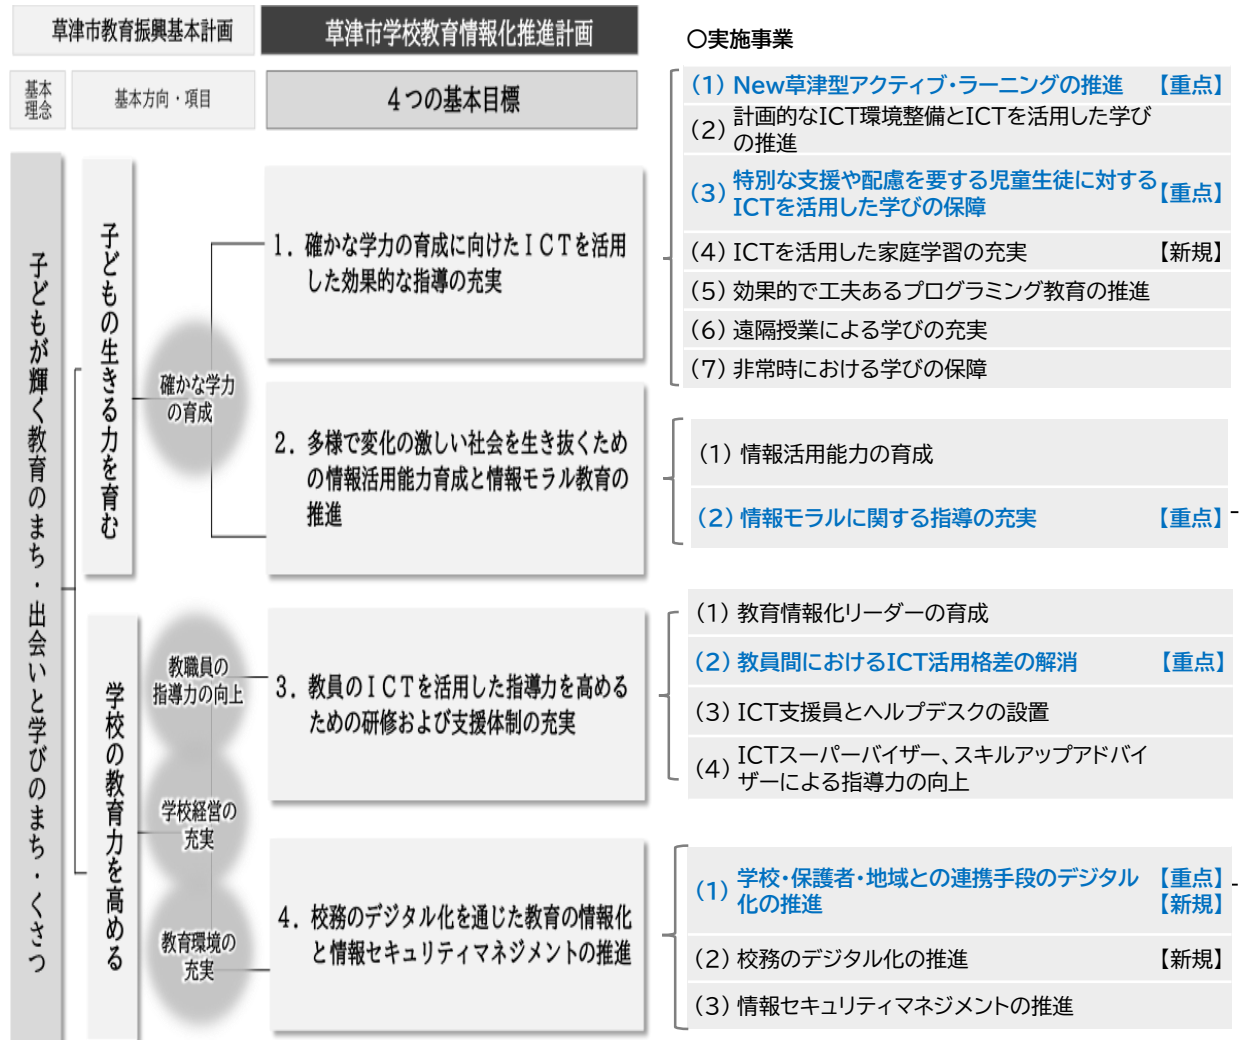 草津市教育振興基本計画
草津市学校教育情報化推進計画
基本
理念
基本方向・項目
4つの基本目標
子どもが輝く教育のまち・出会いと学びのまち・くさつ
子どもの生きる力を育む
確かな学力
の育成
1．確かな学力の育成に向けたＩＣＴを活用
した効果的な指導の充実
2．多様で変化の激しい社会を生き抜くため
の情報活用能力育成と情報モラル教育の
推進
学校の教育力を高める
教職員の
指導力の向上
学校経営の
充実
教育環境の
充実
3．教員のＩＣＴを活用した指導力を高める
ための研修および支援体制の充実
4．校務のデジタル化を通じた教育の情報化
と情報セキュリティマネジメントの推進
〇実施事業
（1）New草津型アクティブ・ラーニングの推進 【重点】
（2）計画的なICT環境整備とICTを活用した学び
の推進
（3）特別な支援や配慮を要する児童生徒に対する
ICTを活用した学びの保障 【重点】
（4）ICTを活用した家庭学習の充実 【新規】
（5）効果的で工夫あるプログラミング教育の推進
（6）遠隔授業による学びの充実
（7）非常時における学びの保障
（1）情報活用能力の育成
（2）情報モラルに関する指導の充実 【重点】
（1）教育情報化リーダーの育成
（2）教員間におけるICT活用格差の解消 【重点】
（3）ICT支援員とヘルプデスクの設置
（4）ICTスーパーバイザー、スキルアップアドバイ
ザーによる指導力の向上
（1）学校・保護者・地域との連携手段のデジタル 【重点】
化の推進 【新規】
（2）校務のデジタル化の推進 【新規】
（3）情報セキュリティマネジメントの推進